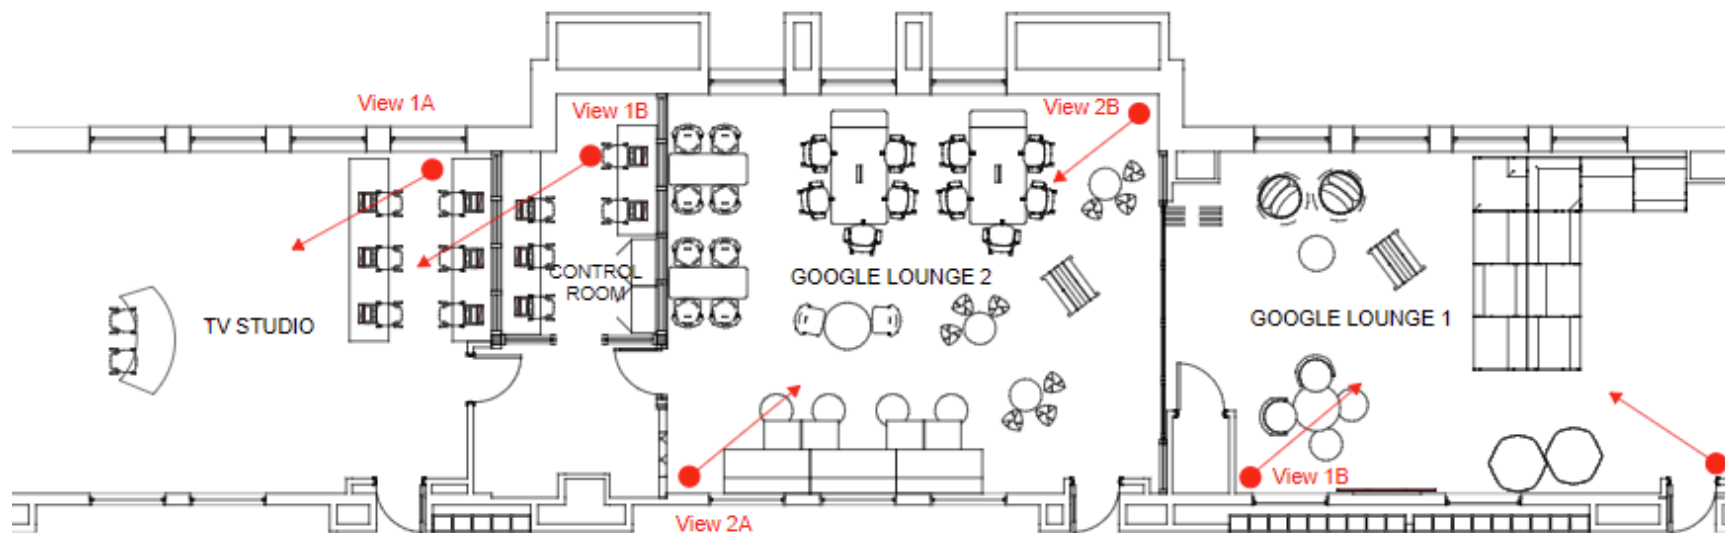 View 1A
View 1B
View 2B
CONTROL
ROOM
GOOGLE LOUNGE 2
TV STUDIO
GOOGLE LOUNGE 1
View 1B
View 2A